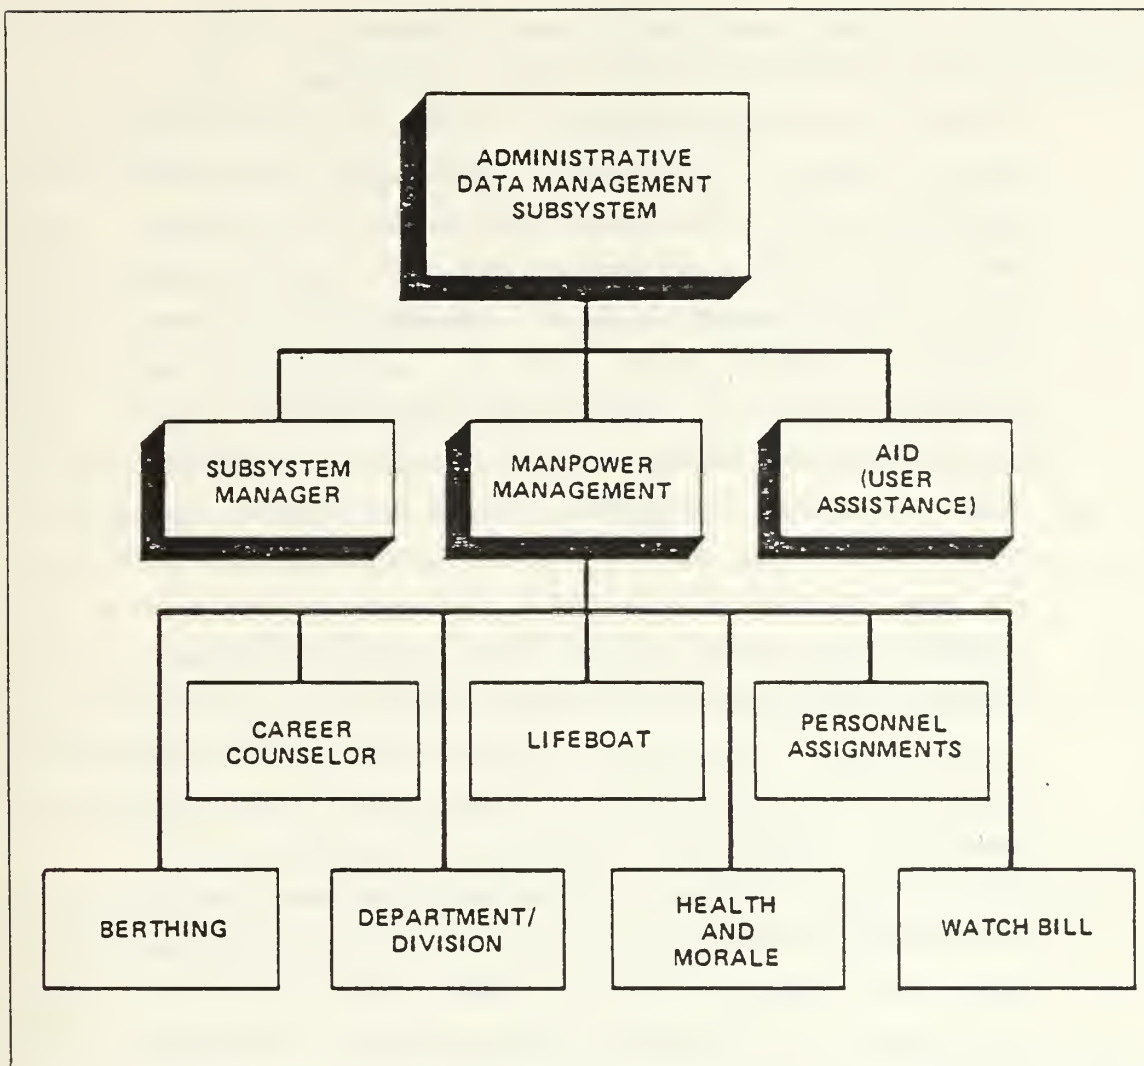 ADMINISTRATIVE
DATA MANAGEMENT
SUBSYSTEM
SUBSYSTEM
MANAGER
MANPOWER
MANAGEMENT
AID
(USER
ASSISTANCE)
CAREER
COUNSELOR
LIFEBOAT
PERSONNEL
ASSIGNMENTS
BERTHING
DEPARTMENT/
DIVISION
HEALTH
AND
MORALE
WATCH BILL